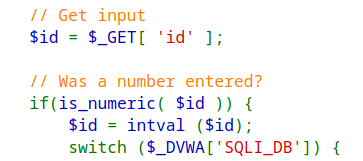 // Get input
$id = $_GET[ 'id' ];

// Was a number entered?
if(is_numeric( $id )) {
    $id = intval ($id);
    switch ($_DVWA['SQLI_DB']) {